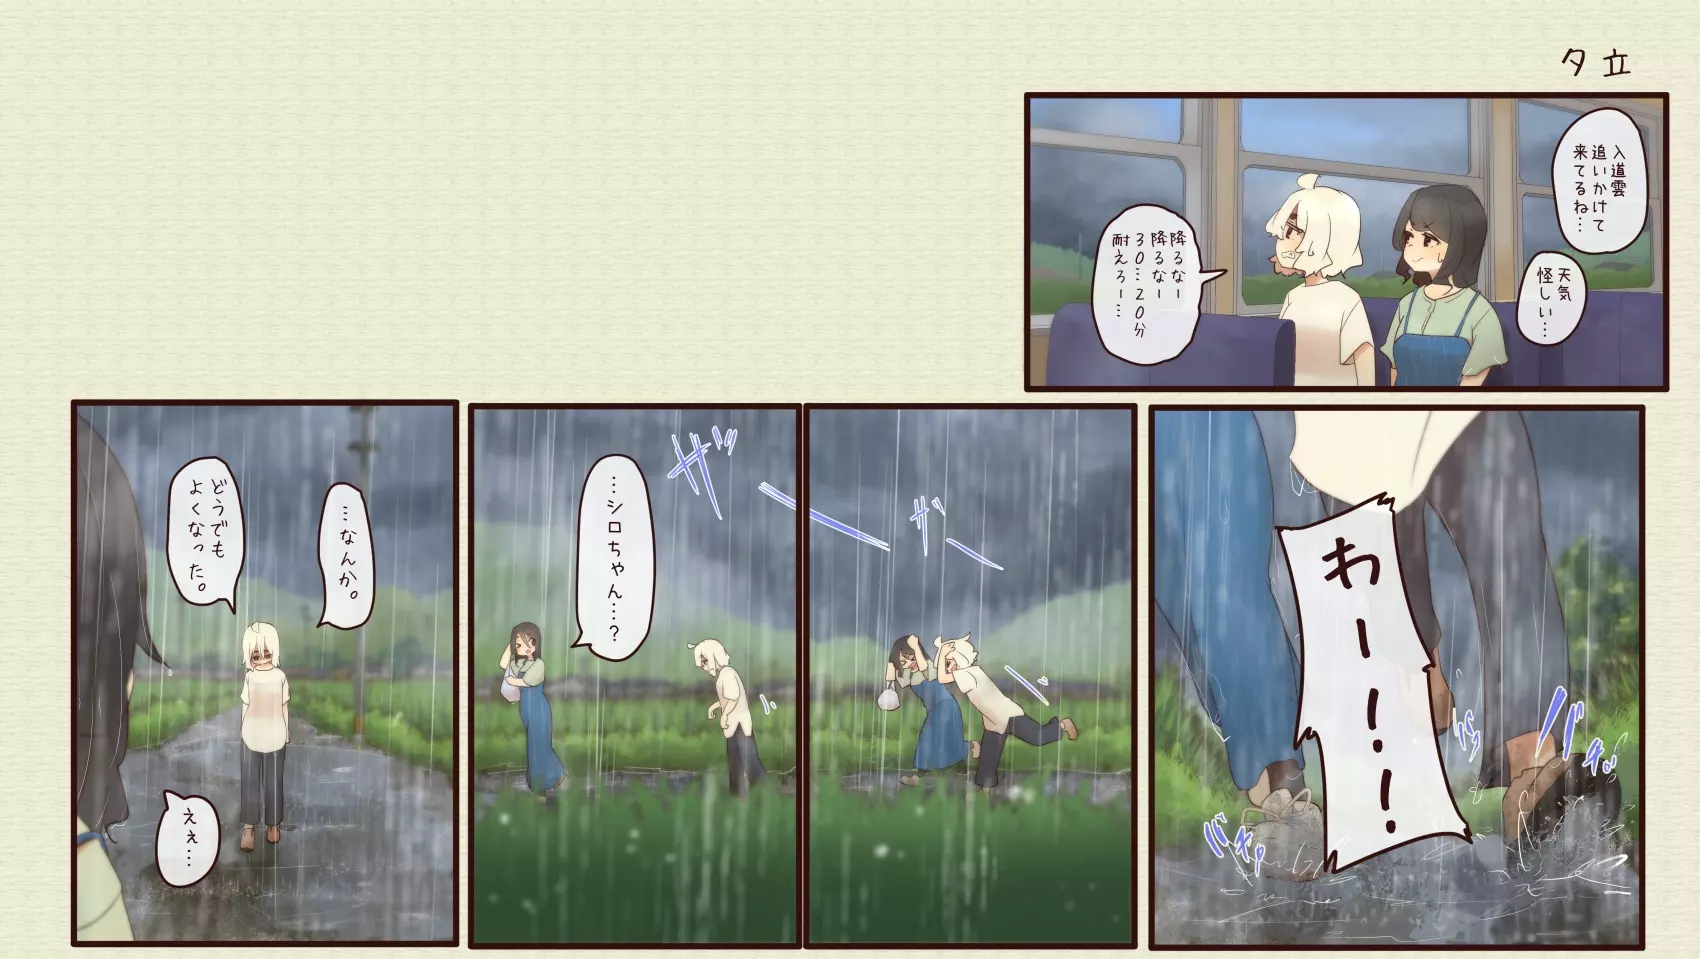 夕立
入道雲
追いかけて
来てるね…
天気
怪しい…
降るなー
降るなー
30…20分
耐えろー…
わーー!!
バシャ
バシャ
ザーッ
ザーッ
…シロちゃん…?
…なんか。
どうでも
よくなった。
ええ…